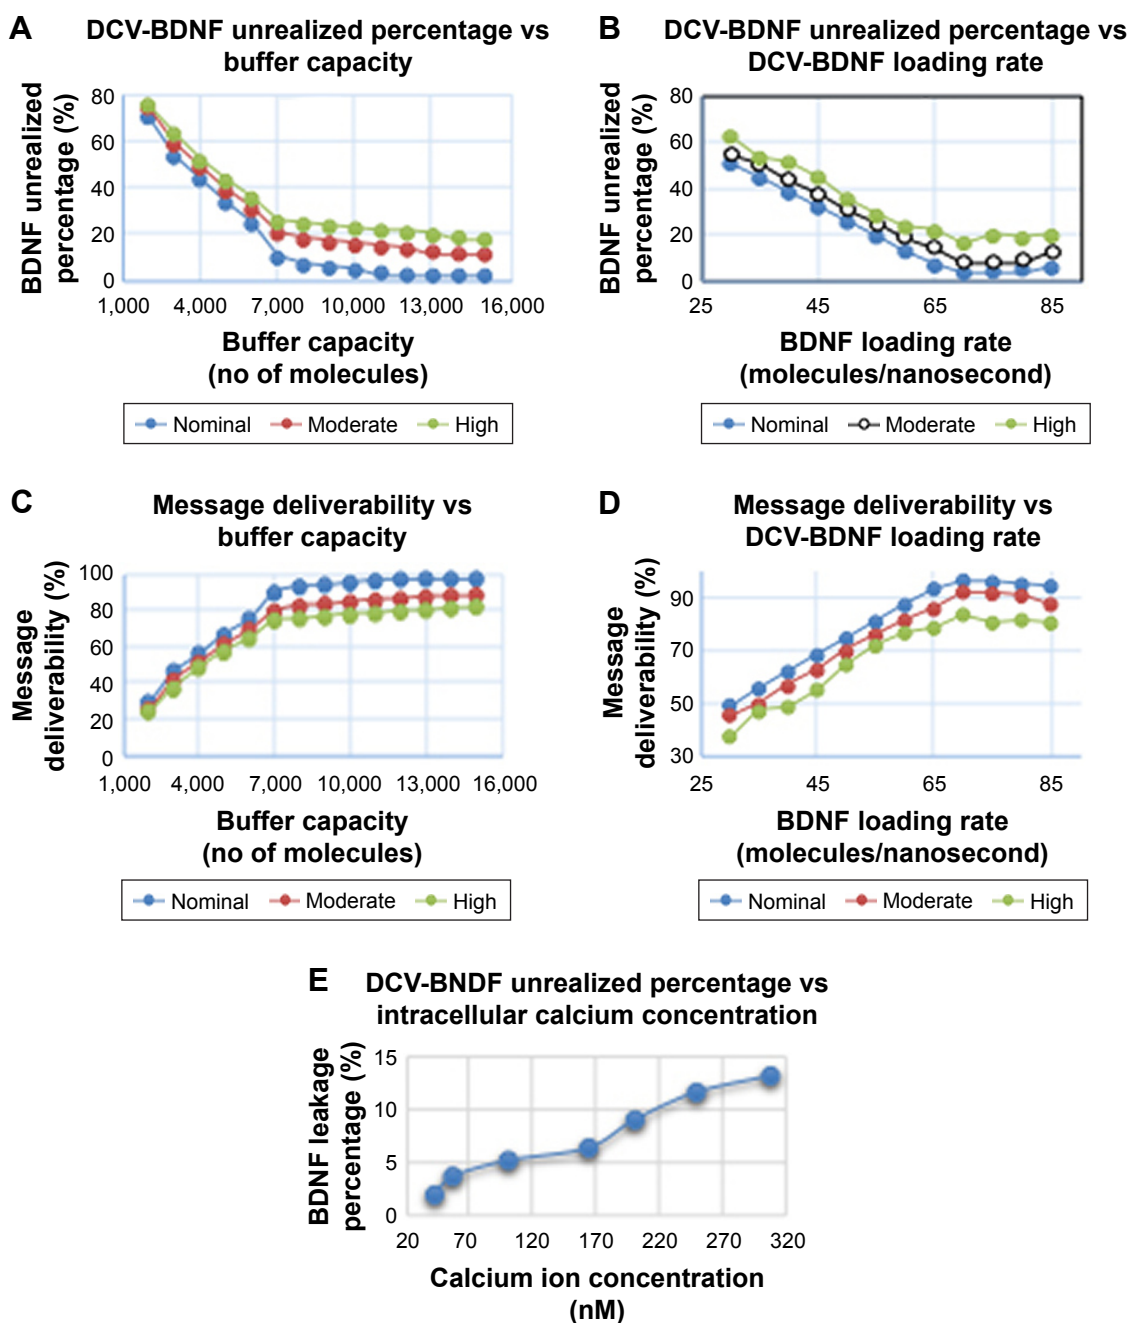 A
DCV-BDNF unrealized percentage vs
buffer capacity
BDNF unrealized
percentage (%)
80
60
40
20
0
1,000 4,000 7,000 10,000 13,000 16,000
Buffer capacity
(no of molecules)
Nominal Moderate High
B
DCV-BDNF unrealized percentage vs
DCV-BDNF loading rate
BDNF unrealized
percentage (%)
80
60
40
20
0
25 45 65 85
BDNF loading rate
(molecules/nanosecond)
Nominal Moderate High
C
Message deliverability vs
buffer capacity
Message
deliverability (%)
100
80
60
40
20
0
1,000 4,000 7,000 10,000 13,000 16,000
Buffer capacity
(no of molecules)
Nominal Moderate High
D
Message deliverability vs
DCV-BDNF loading rate
Message
deliverability (%)
90
70
50
30
25 45 65 85
BDNF loading rate
(molecules/nanosecond)
Nominal Moderate High
E
DCV-BNDF unrealized percentage vs
intracellular calcium concentration
BDNF leakage
percentage (%)
15
10
5
0
20 70 120 170 220 270 320
Calcium ion concentration
(nM)